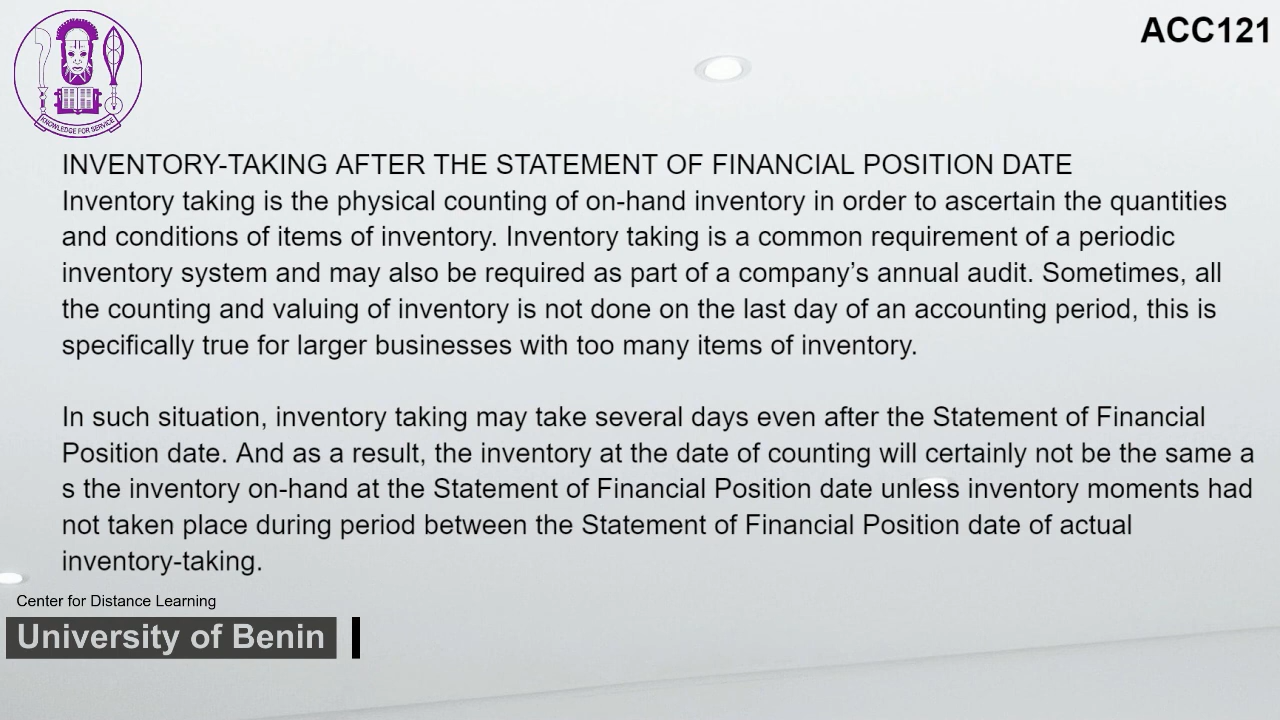 ACC121
KNOWLEDGE FOR SERVICE
INVENTORY-TAKING AFTER THE STATEMENT OF FINANCIAL POSITION DATE
Inventory taking is the physical counting of on-hand inventory in order to ascertain the quantities
and conditions of items of inventory. Inventory taking is a common requirement of a periodic
inventory system and may also be required as part of a company’s annual audit. Sometimes, all
the counting and valuing of inventory is not done on the last day of an accounting period, this is
specifically true for larger businesses with too many items of inventory.
In such situation, inventory taking may take several days even after the Statement of Financial
Position date. And as a result, the inventory at the date of counting will certainly not be the same a
s the inventory on-hand at the Statement of Financial Position date unless inventory moments had
not taken place during period between the Statement of Financial Position date of actual
inventory-taking.
Center for Distance Learning
University of Benin